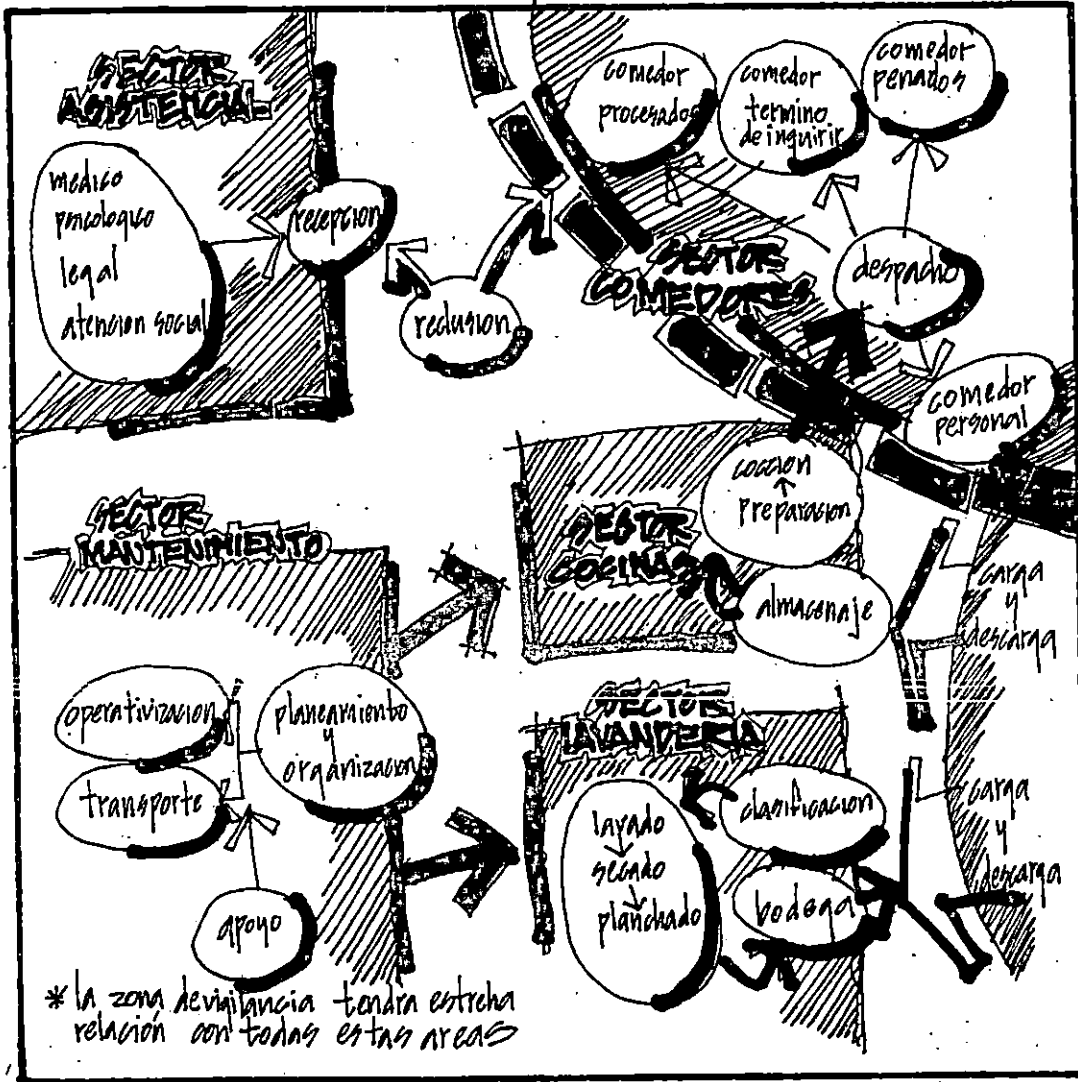 SECTOR
ASISTENCIAL
medico
psicologico
legal
atencion social
recepcion
reclusion
comedor
procesados
comedor
termino
de inquirir
comedor
penados
SECTOR
COMEDORES
despacho
comedor
personal
SECTOR
MANTENIMIENTO
operativizacion
transporte
planeamiento
y
organizacion
apoyo
SECTOR
COCINAS
coccion
preparacion
almacenaje
carga
y
descarga
SECTOR
LAVANDERIA
lavado
secado
planchado
clasificacion
bodega
carga
y
descarga
* la zona de vigilancia tendra estreha
relación con todas estas areas